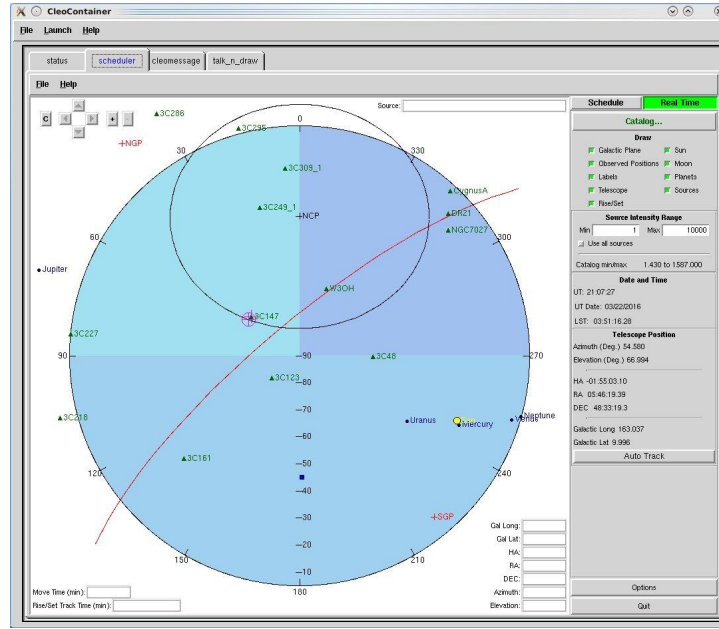 CleoContainer
File Launch Help
status scheduler cleomessage talk_n_draw
File Help
C + -
Source:
Schedule Real Time
Catalog...
Draw
Galactic Plane Sun
Observed Positions Moon
Labels Planets
Telescope Sources
Rise/Set
Source Intensity Range
Min 1 Max 10000
Use all sources
Catalog min/max 1.430 to 1587.000
Date and Time
UT: 21:07:27
UT Date: 03/22/2016
LST: 03:51:16.28
Telescope Position
Azimuth (Deg.) 54.580
Elevation (Deg.) 66.994
HA -01:55:03.10
RA 05:46:19.39
DEC 48:33:19.3
Galactic Long 163.037
Galactic Lat 9.996
Auto Track
Options
Quit
3C286
3C295
0
NGP
30
330
3C309_1
CygnusA
3C249_1
NCP
DR21
NGC7027
60
300
Jupiter
W3OH
3C147
3C227
90
90
3C48
270
80
3C123
70
3C218
Uranus
Mercury
Venus
Neptune
60
3C161
50
120
240
40
30
SGP
20
150
210
10
180
Gal Long:
Gal Lat:
HA:
RA:
DEC:
Azimuth:
Elevation:
Move Time (min):
Rise/Set Track Time (min):